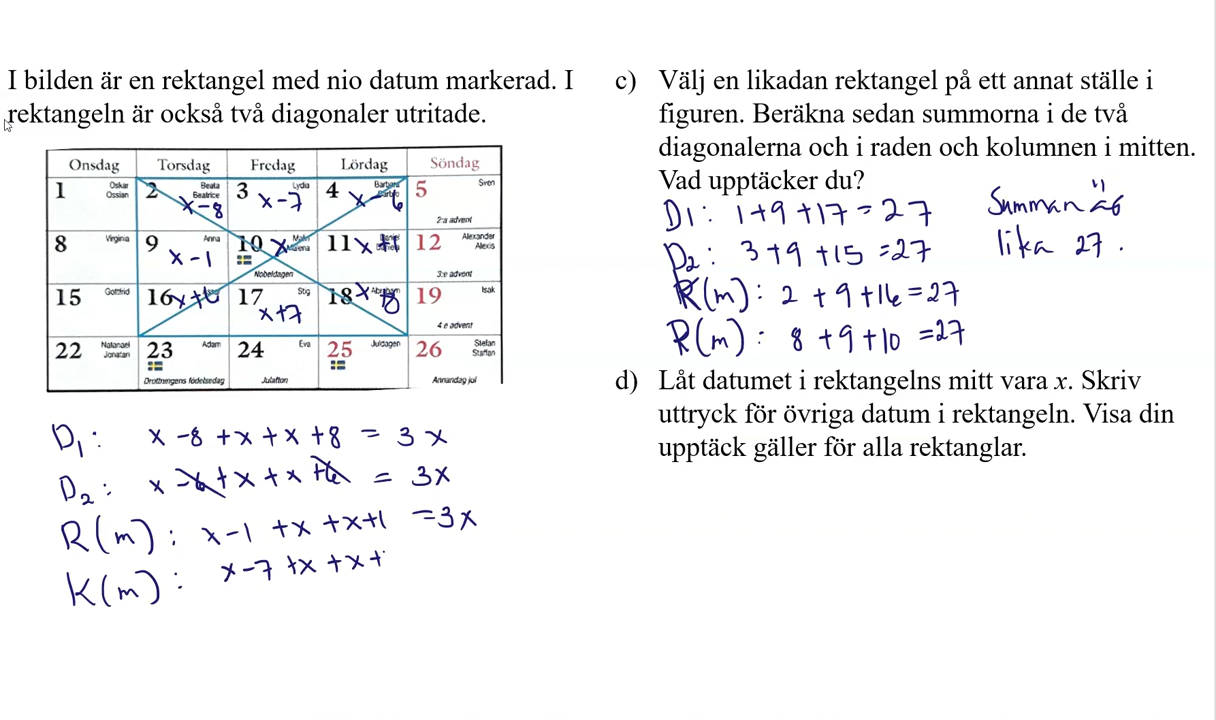 I bilden är en rektangel med nio datum markerad. I
rektangeln är också två diagonaler utritade.
Onsdag Torsdag Fredag Lördag Söndag
1 Oskar Ossian 2 Beata Beatrice x-8 3 Lydia x-7 4 Barbara x-6 5 Sven
2:a advent
8 Virginia 9 Anna x-1 10 x Malin 11 x+1 Daniel 12 Alexander Alexis
Nobeldagen 3:e advent
15 Gottfrid 16 x+6 17 Stig x+7 18 x+8 Abraham 19 Isak
4:e advent
22 Natanael Jonatan 23 Adam 24 Eva 25 Juldagen 26 Stefan Staffan
Drottningens födelsedag Julafton Annandag jul
D₁: x -8 +x + x +8 = 3x
D₂: x -6 +x + x +6 = 3x
R(m): x-1 +x +x+1 =3x
K(m): x-7 +x +x+
c) Välj en likadan rektangel på ett annat ställe i
figuren. Beräkna sedan summorna i de två
diagonalerna och i raden och kolumnen i mitten.
Vad upptäcker du?
D1: 1+9+17=27 Summan är
D₂: 3+9+15=27 lika 27.
K(m): 2+9+16=27
R(m): 8+9+10=27
d) Låt datumet i rektangelns mitt vara x. Skriv
uttryck för övriga datum i rektangeln. Visa din
upptäck gäller för alla rektanglar.